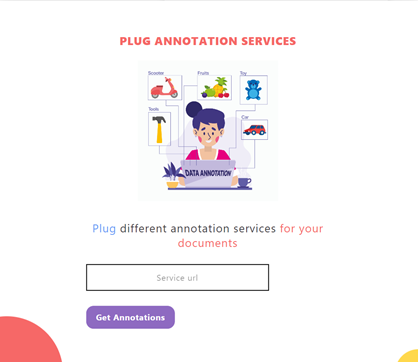 PLUG ANNOTATION SERVICES
Scooter
Fruits
Toy
Tools
Car
DATA ANNOTATION
Plug different annotation services for your
documents
Service url
Get Annotations